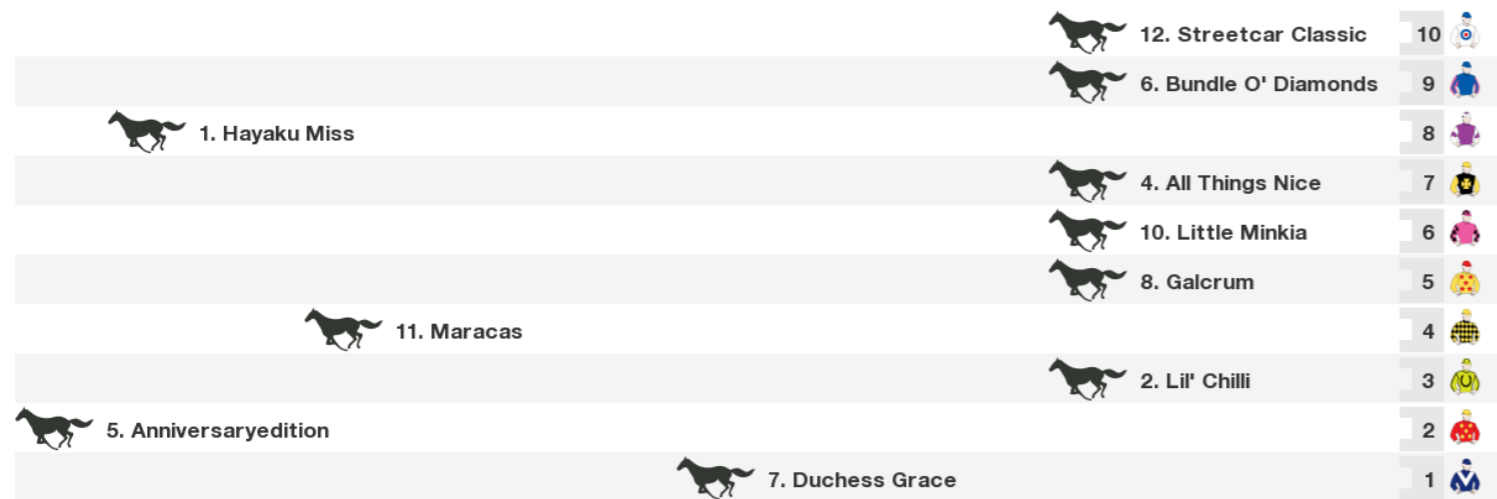 12. Streetcar Classic 10
6. Bundle O' Diamonds 9
1. Hayaku Miss 8
4. All Things Nice 7
10. Little Minkia 6
8. Galcrum 5
11. Maracas 4
2. Lil' Chilli 3
5. Anniversaryedition 2
7. Duchess Grace 1